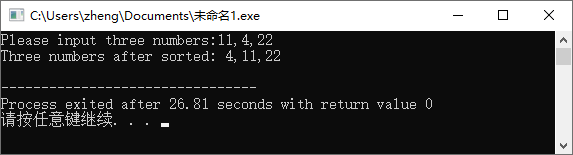 C:\Users\zheng\Documents\未命名1.exe
Please input three numbers:11,4,22
Three numbers after sorted: 4,11,22
--------------------------------
Process exited after 26.81 seconds with return value 0
请按任意键继续. . .